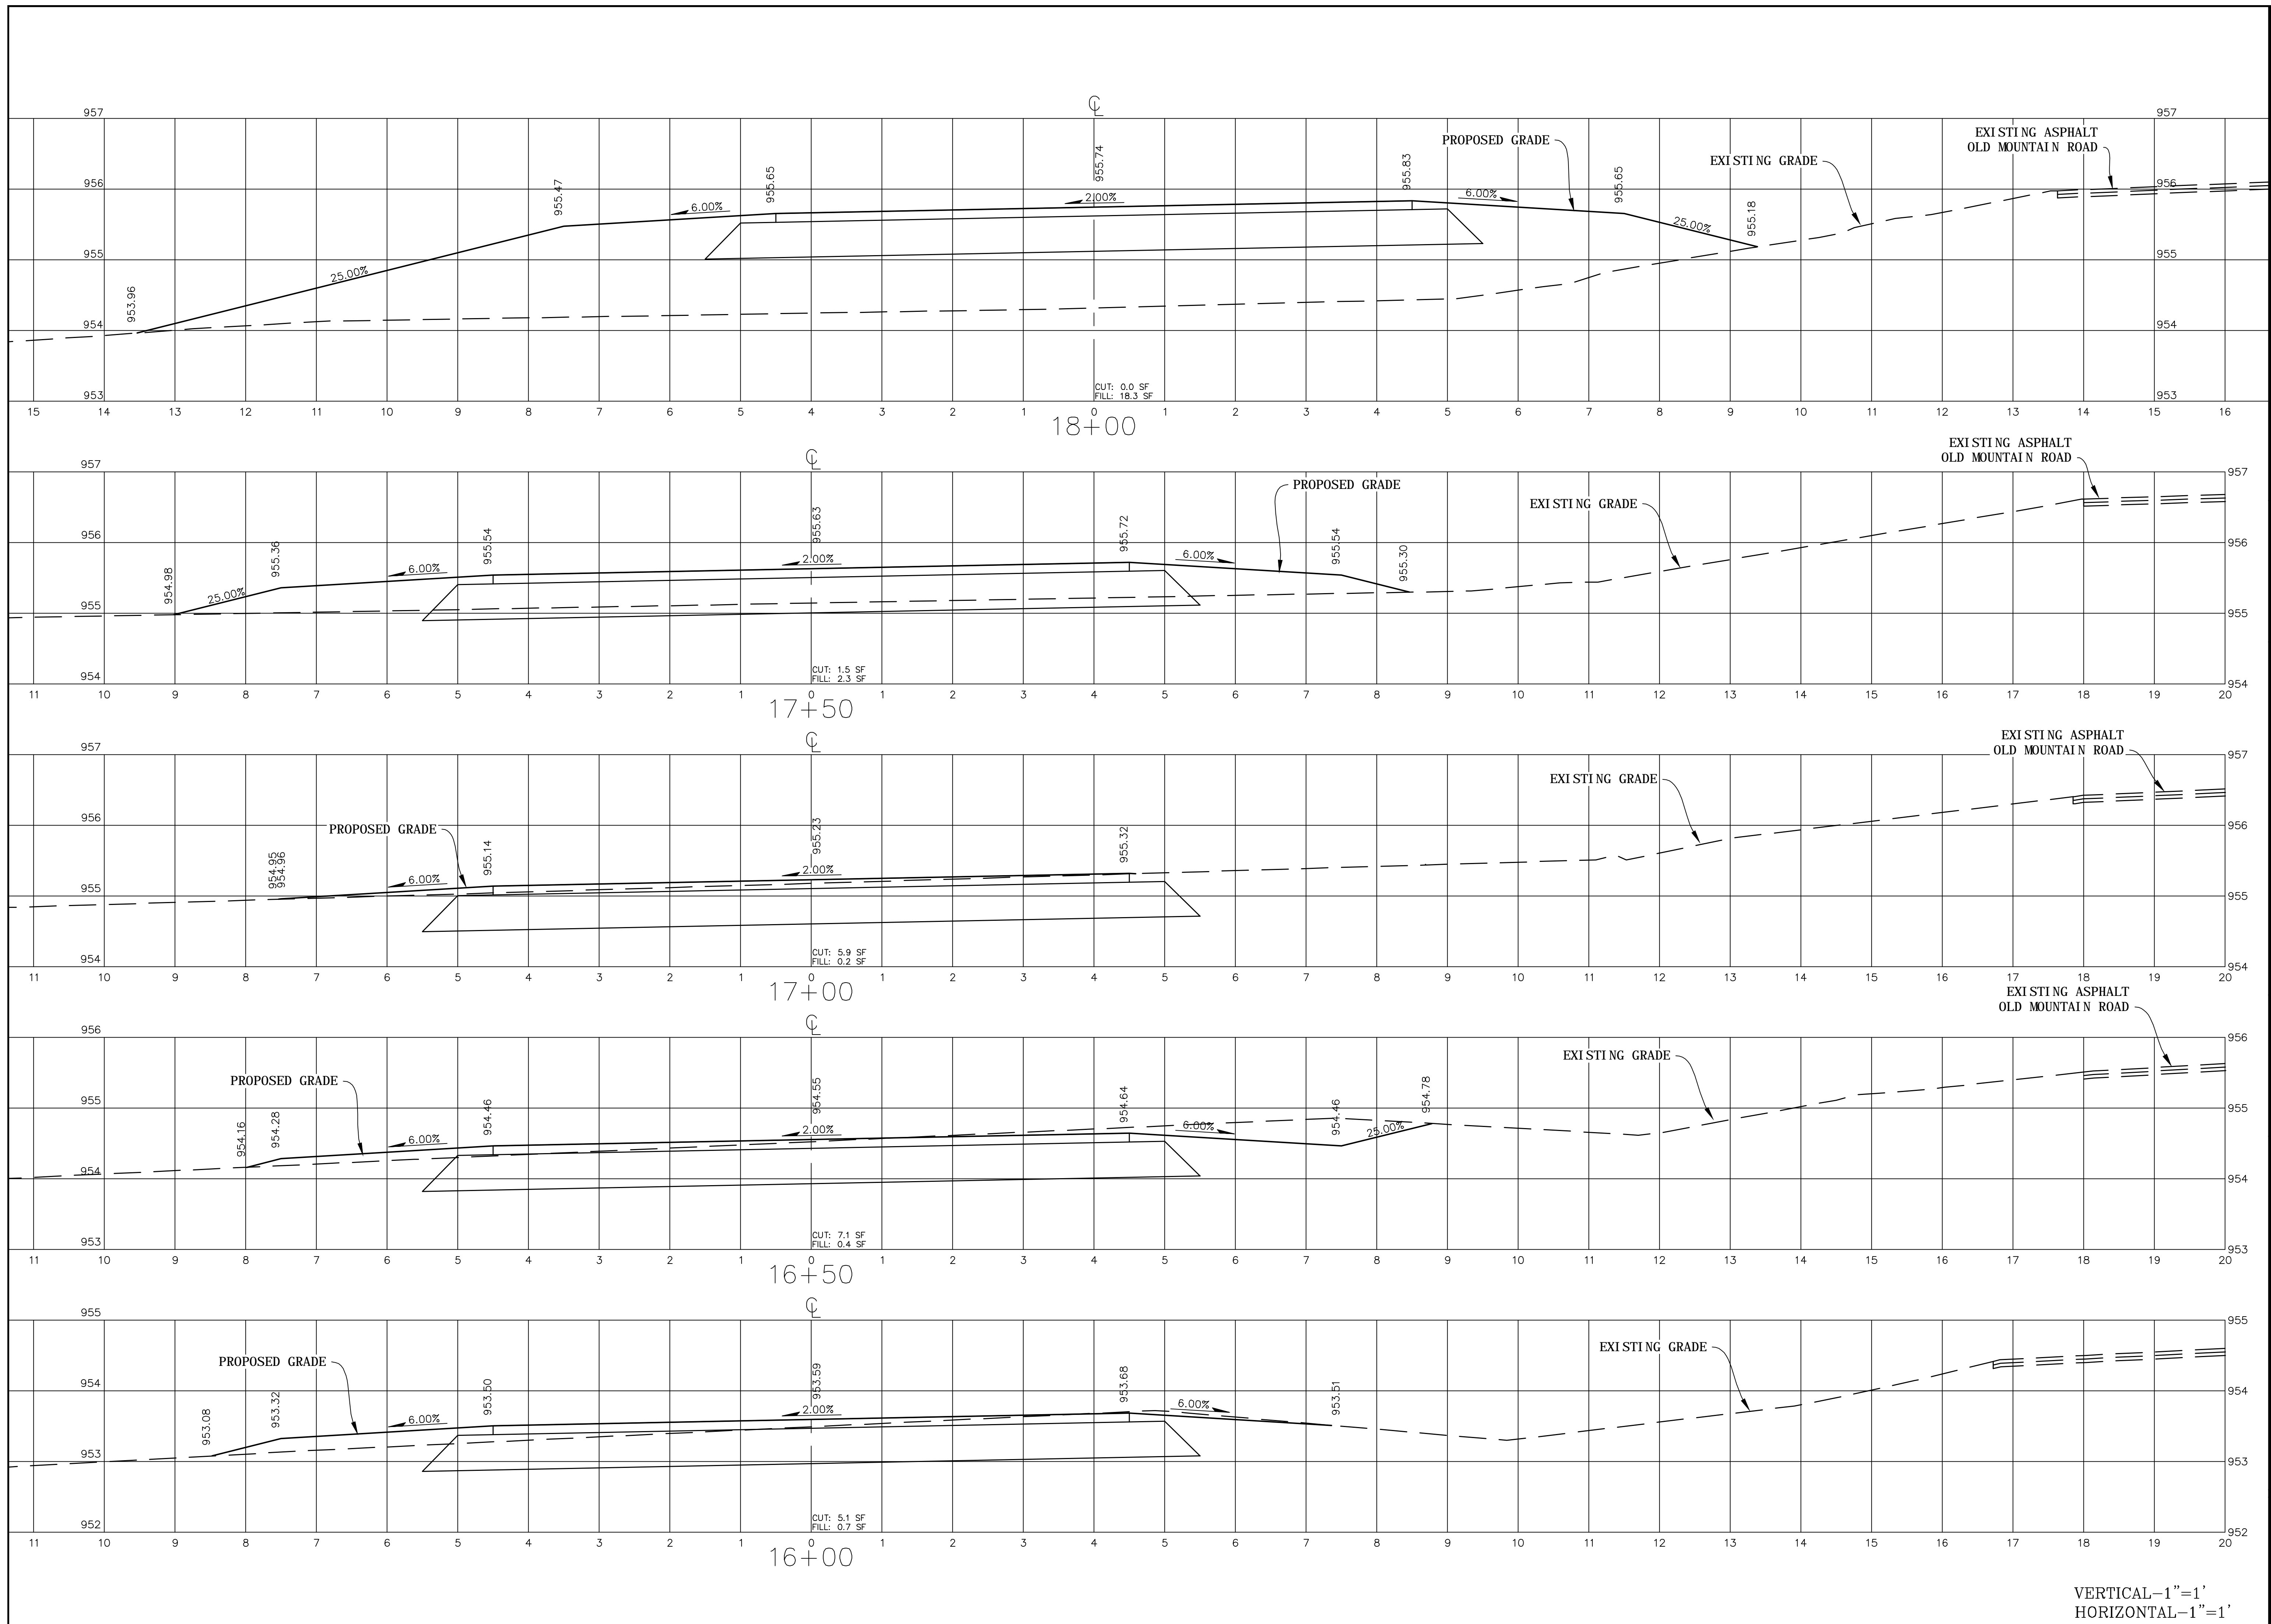 ℄
957 957
EXISTING ASPHALT
OLD MOUNTAIN ROAD
PROPOSED GRADE
EXISTING GRADE
955.74
955.83
955.65
955.65
955.47
956 956
6.00% 2.00% 6.00%
25.00%
955.18
955 955
25.00%
953.96
954 954
CUT: 0.0 SF
FILL: 18.3 SF
953 953
15 14 13 12 11 10 9 8 7 6 5 4 3 2 1 0 1 2 3 4 5 6 7 8 9 10 11 12 13 14 15 16
18+00
EXISTING ASPHALT
OLD MOUNTAIN ROAD
℄
957 957
PROPOSED GRADE
EXISTING GRADE
954.98 955.36 955.54 955.63 955.72 955.54 955.30
956 956
25.00% 6.00% 2.00% 6.00%
955 955
CUT: 1.5 SF
FILL: 2.3 SF
954 954
11 10 9 8 7 6 5 4 3 2 1 0 1 2 3 4 5 6 7 8 9 10 11 12 13 14 15 16 17 18 19 20
17+50
EXISTING ASPHALT
OLD MOUNTAIN ROAD
℄
957 957
EXISTING GRADE
956 956
PROPOSED GRADE
954.95 954.96 955.14 955.23 955.32
6.00% 2.00%
955 955
CUT: 5.9 SF
FILL: 0.2 SF
954 954
11 10 9 8 7 6 5 4 3 2 1 0 1 2 3 4 5 6 7 8 9 10 11 12 13 14 15 16 17 18 19 20
17+00
EXISTING ASPHALT
OLD MOUNTAIN ROAD
℄
956 956
EXISTING GRADE
PROPOSED GRADE
954.16 954.28 954.46 954.55 954.64 954.46 954.78
955 955
6.00% 2.00% 6.00% 25.00%
954 954
CUT: 7.1 SF
FILL: 0.4 SF
953 953
11 10 9 8 7 6 5 4 3 2 1 0 1 2 3 4 5 6 7 8 9 10 11 12 13 14 15 16 17 18 19 20
16+50
℄
955 955
EXISTING GRADE
PROPOSED GRADE
954 954
953.08 953.32 953.50 953.59 953.68 953.51
6.00% 2.00% 6.00%
953 953
CUT: 5.1 SF
FILL: 0.7 SF
952 952
11 10 9 8 7 6 5 4 3 2 1 0 1 2 3 4 5 6 7 8 9 10 11 12 13 14 15 16 17 18 19 20
16+00
VERTICAL-1"=1'
HORIZONTAL-1"=1'